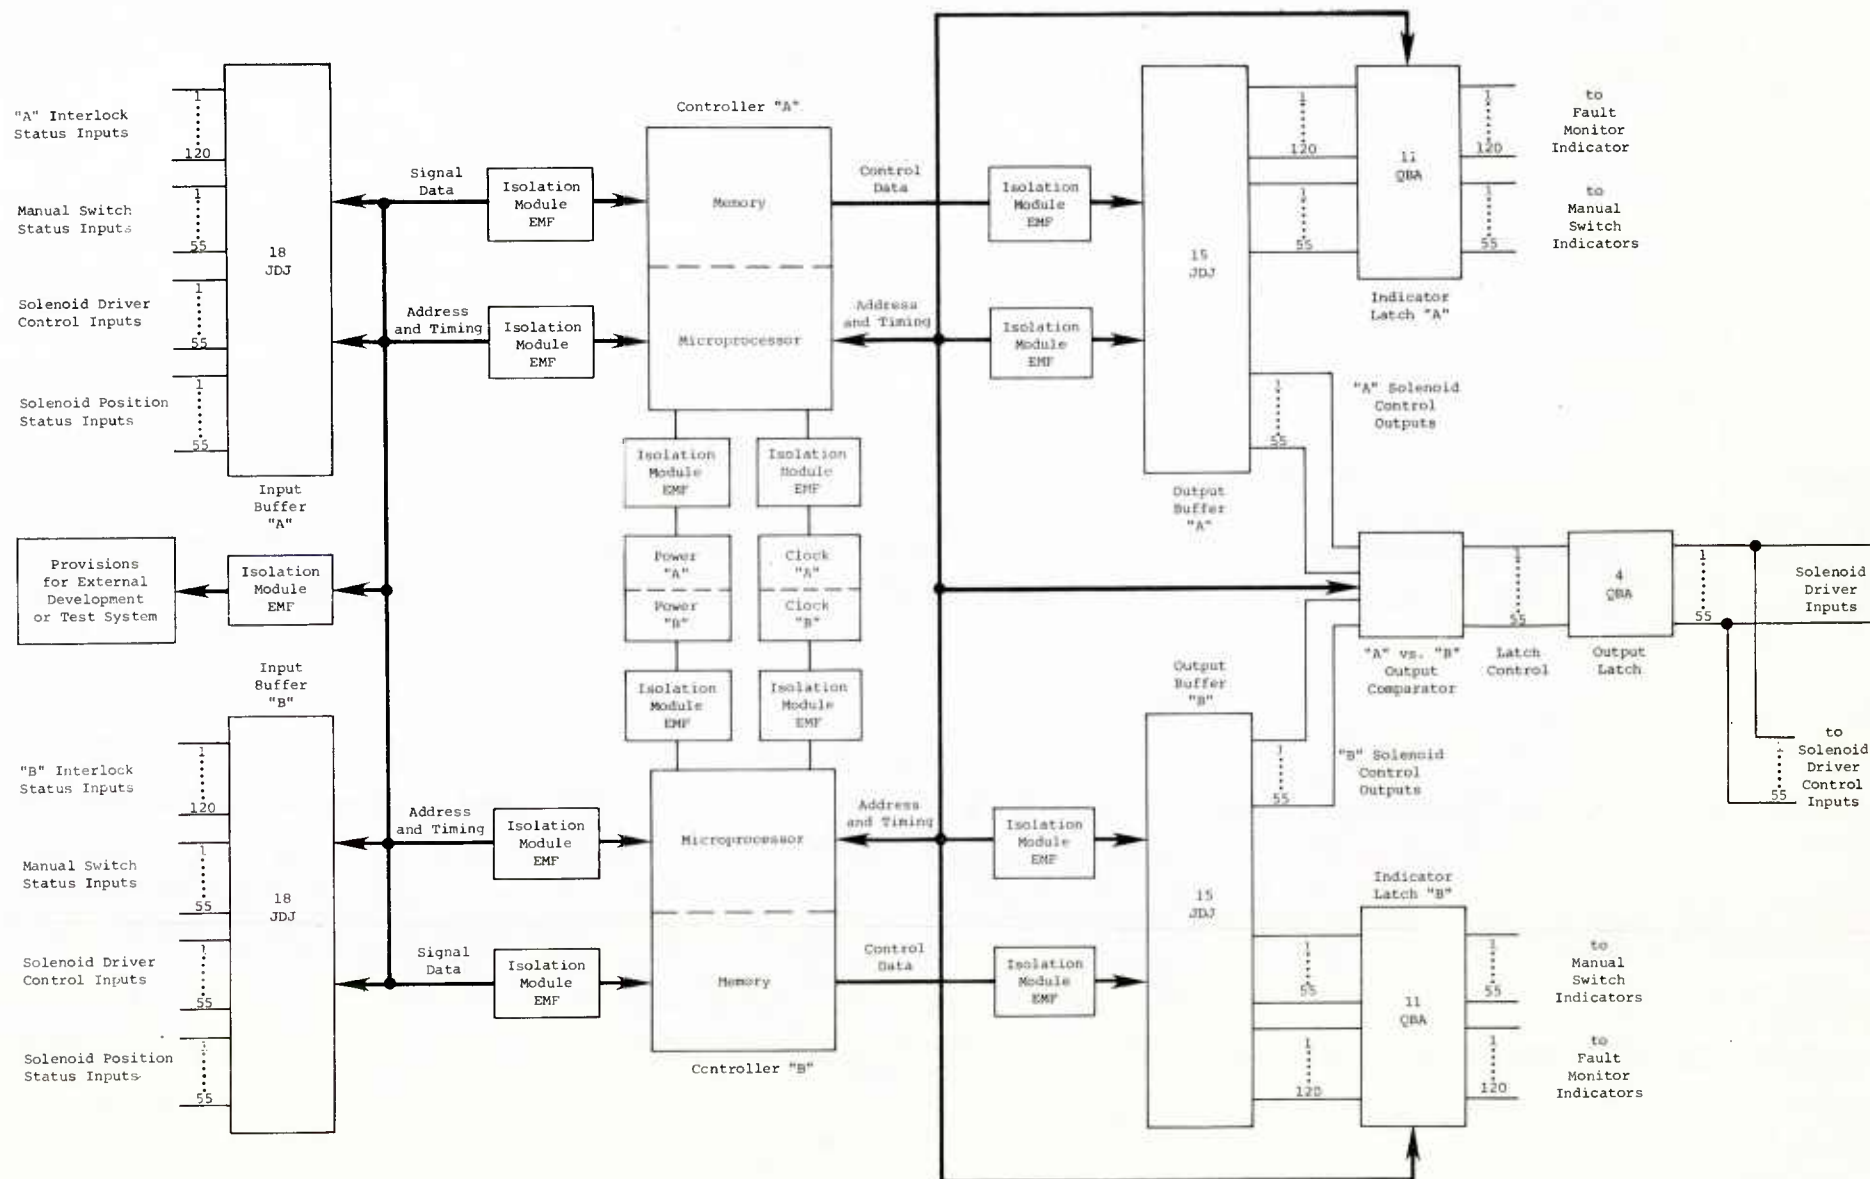 "A" Interlock
Status Inputs
1
120
Manual Switch
Status Inputs
1
55
Solenoid Driver
Control Inputs
1
55
Solenoid Position
Status Inputs
1
55
18
JDJ
Input
Buffer
"A"
Provisions
for External
Development
or Test System
Isolation
Module
EMF
Input
Buffer
"B"
"B" Interlock
Status Inputs
1
120
Manual Switch
Status Inputs
1
55
Solenoid Driver
Control Inputs
1
55
Solenoid Position
Status Inputs
1
55
18
JDJ
Signal
Data
Isolation
Module
EMF
Address
and Timing
Isolation
Module
EMF
Address
and Timing
Isolation
Module
EMF
Signal
Data
Isolation
Module
EMF
Controller "A"
Memory
Microprocessor
Isolation
Module
EMF
Isolation
Module
EMF
Power
"A"
Power
"B"
Clock
"A"
Clock
"B"
Isolation
Module
EMF
Isolation
Module
EMF
Microprocessor
Memory
Controller "B"
Control
Data
Isolation
Module
EMF
Address
and Timing
Isolation
Module
EMF
Address
and Timing
Isolation
Module
EMF
Control
Data
Isolation
Module
EMF
15
JDJ
Output
Buffer
"A"
1
120
1
55
1
55
11
QBA
Indicator
Latch "A"
1
120
to
Fault
Monitor
Indicator
1
55
to
Manual
Switch
Indicators
"A" Solenoid
Control
Outputs
"A" vs. "B"
Output
Comparator
1
55
Latch
Control
4
QBA
Output
Latch
1
55
Solenoid
Driver
Inputs
to
Solenoid
Driver
Control
Inputs
1
55
Output
Buffer
"B"
15
JDJ
1
55
"B" Solenoid
Control
Outputs
1
55
1
120
Indicator
Latch "B"
11
QBA
1
55
to
Manual
Switch
Indicators
1
120
to
Fault
Monitor
Indicators